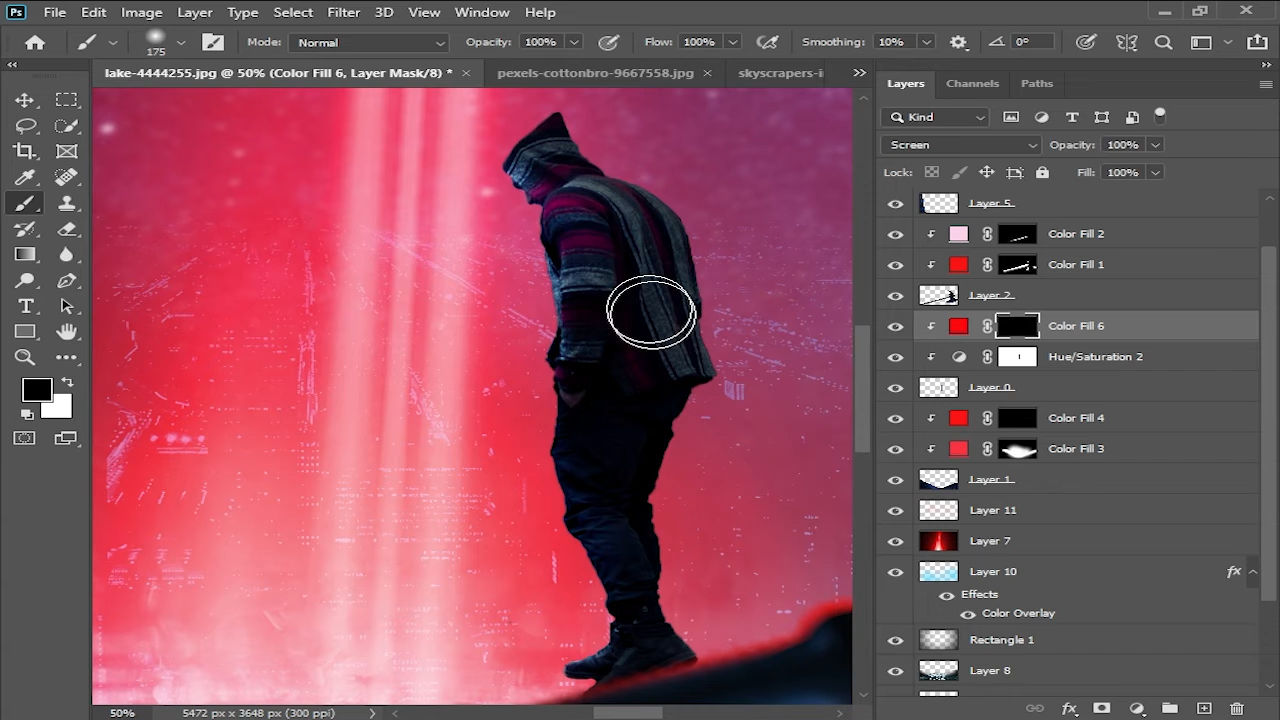 Ps File Edit Image Layer Type Select Filter 3D View Window Help
175 Mode: Normal Opacity: 100% Flow: 100% Smoothing: 10% 0°
lake-4444255.jpg @ 50% (Color Fill 6, Layer Mask/8) * × pexels-cottonbro-9667558.jpg ×
Layers Channels Paths
Kind
Screen Opacity: 100%
Lock: Fill: 100%
Layer 5
Color Fill 2
Color Fill 1
Layer 2
Color Fill 6
Hue/Saturation 2
Layer 0
Color Fill 4
Color Fill 3
Layer 1
Layer 11
Layer 7
Layer 10 fx
Effects
Color Overlay
Rectangle 1
Layer 8
50% 5472 px x 3648 px (300 ppi)
fx